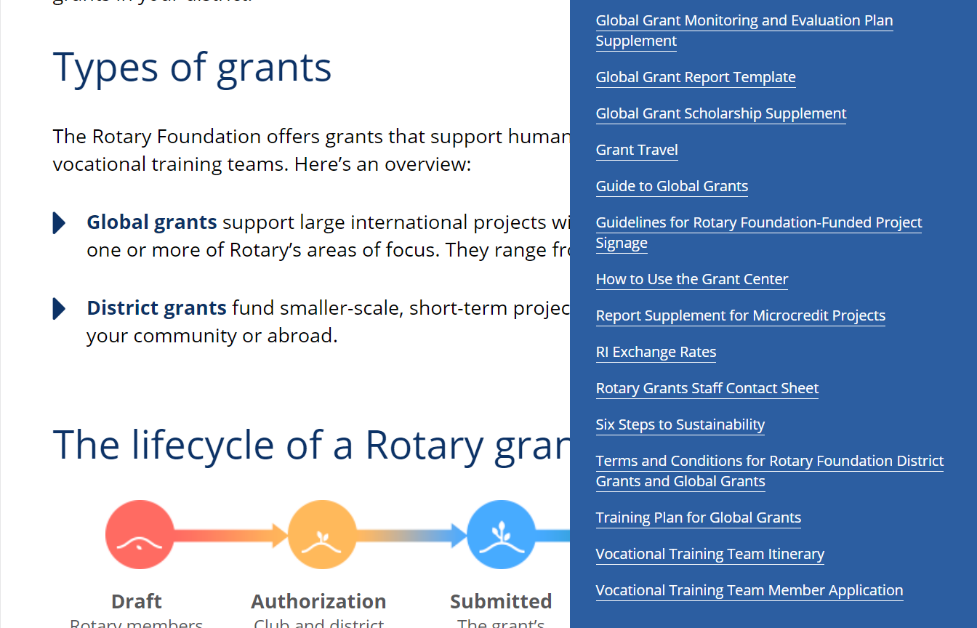 grants in your district.
Types of grants
The Rotary Foundation offers grants that support human
vocational training teams. Here’s an overview:
Global grants support large international projects wi
one or more of Rotary’s areas of focus. They range fro
District grants fund smaller-scale, short-term projec
your community or abroad.
The lifecycle of a Rotary gran
Draft
Authorization
Submitted
Rotary members
Club and district
The grant’s
Global Grant Monitoring and Evaluation Plan
Supplement
Global Grant Report Template
Global Grant Scholarship Supplement
Grant Travel
Guide to Global Grants
Guidelines for Rotary Foundation-Funded Project
Signage
How to Use the Grant Center
Report Supplement for Microcredit Projects
RI Exchange Rates
Rotary Grants Staff Contact Sheet
Six Steps to Sustainability
Terms and Conditions for Rotary Foundation District
Grants and Global Grants
Training Plan for Global Grants
Vocational Training Team Itinerary
Vocational Training Team Member Application